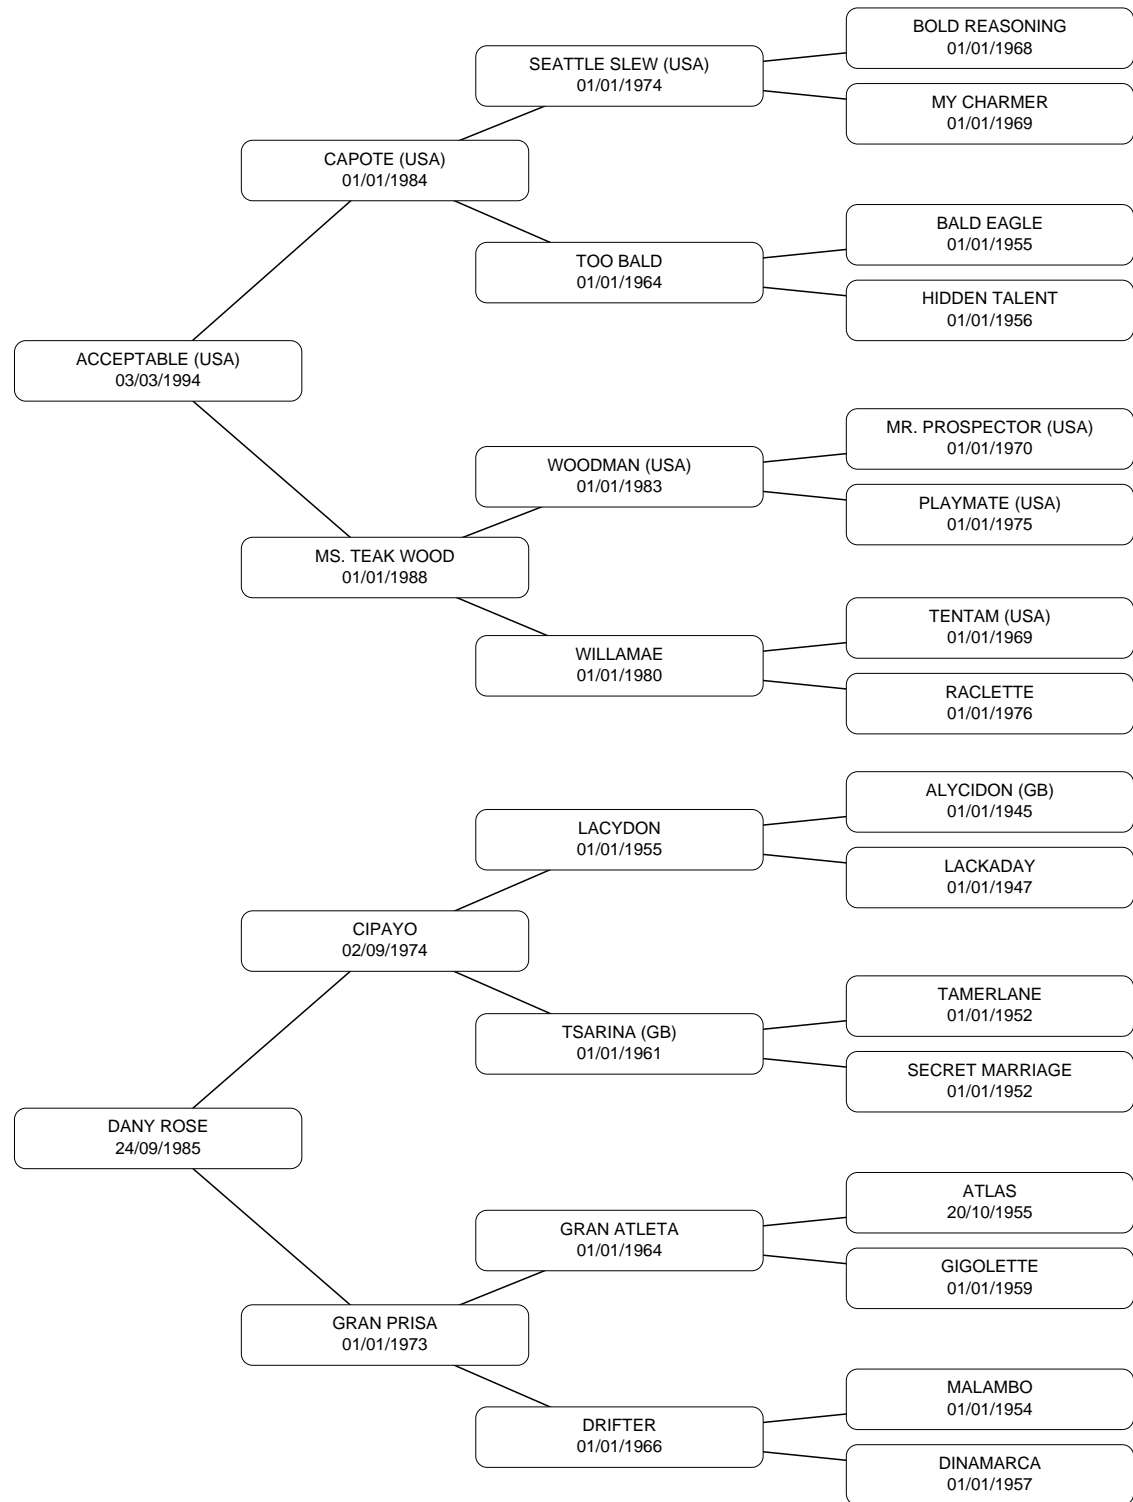 BOLD REASONING
01/01/1968
SEATTLE SLEW (USA)
01/01/1974
MY CHARMER
01/01/1969
CAPOTE (USA)
01/01/1984
BALD EAGLE
01/01/1955
TOO BALD
01/01/1964
HIDDEN TALENT
01/01/1956
ACCEPTABLE (USA)
03/03/1994
MR. PROSPECTOR (USA)
01/01/1970
WOODMAN (USA)
01/01/1983
PLAYMATE (USA)
01/01/1975
MS. TEAK WOOD
01/01/1988
TENTAM (USA)
01/01/1969
WILLAMAE
01/01/1980
RACLETTE
01/01/1976
ALYCIDON (GB)
01/01/1945
LACYDON
01/01/1955
LACKADAY
01/01/1947
CIPAYO
02/09/1974
TAMERLANE
01/01/1952
TSARINA (GB)
01/01/1961
SECRET MARRIAGE
01/01/1952
DANY ROSE
24/09/1985
ATLAS
20/10/1955
GRAN ATLETA
01/01/1964
GIGOLETTE
01/01/1959
GRAN PRISA
01/01/1973
MALAMBO
01/01/1954
DRIFTER
01/01/1966
DINAMARCA
01/01/1957